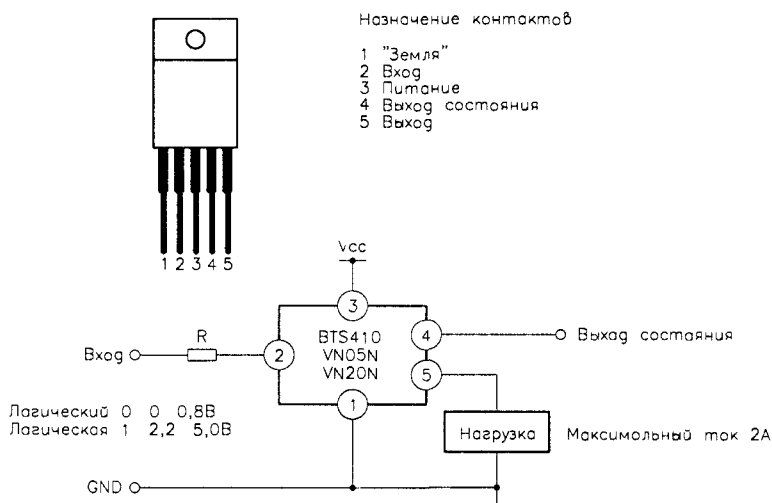 Назначение контактов
1 "Земля"
2 Вход
3 Питание
4 Выход состояния
5 Выход
1 2 3 4 5
Vcc
3
R
BTS410
VN05N
VN20N
4
Выход состояния
Вход
2
5
1
Логический 0 0 0,8В
Логическая 1 2,2 5,0В
Нагрузка
Максимольный ток 2А
GND